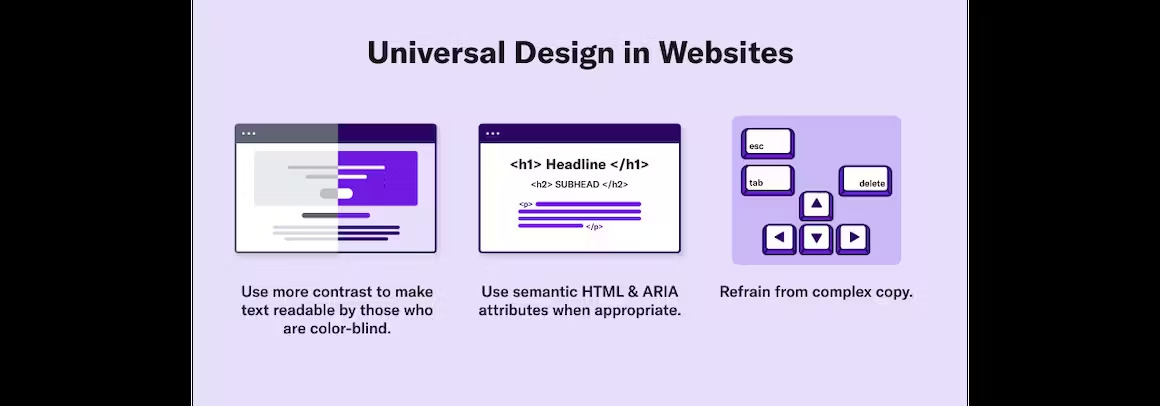 Universal Design in Websites
<h1> Headline </h1>
<h2> SUBHEAD </h2>
<p>
</p>
esc
tab
delete
Use more contrast to make
text readable by those who
are color-blind.
Use semantic HTML & ARIA
attributes when appropriate.
Refrain from complex copy.